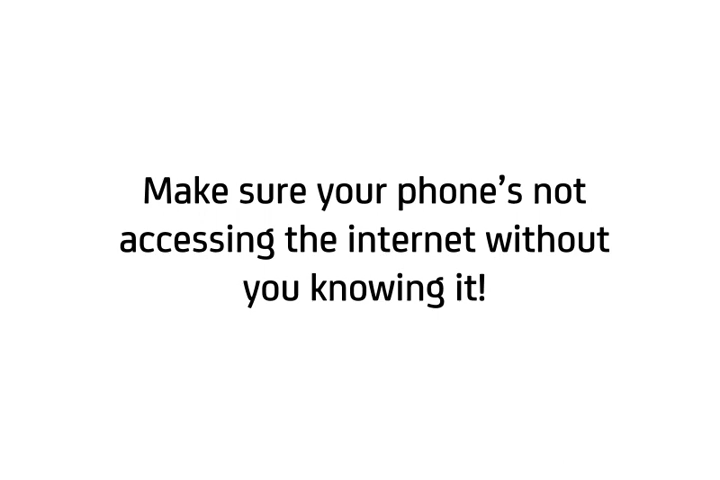 Make sure your phone’s not
accessing the internet without
you knowing it!